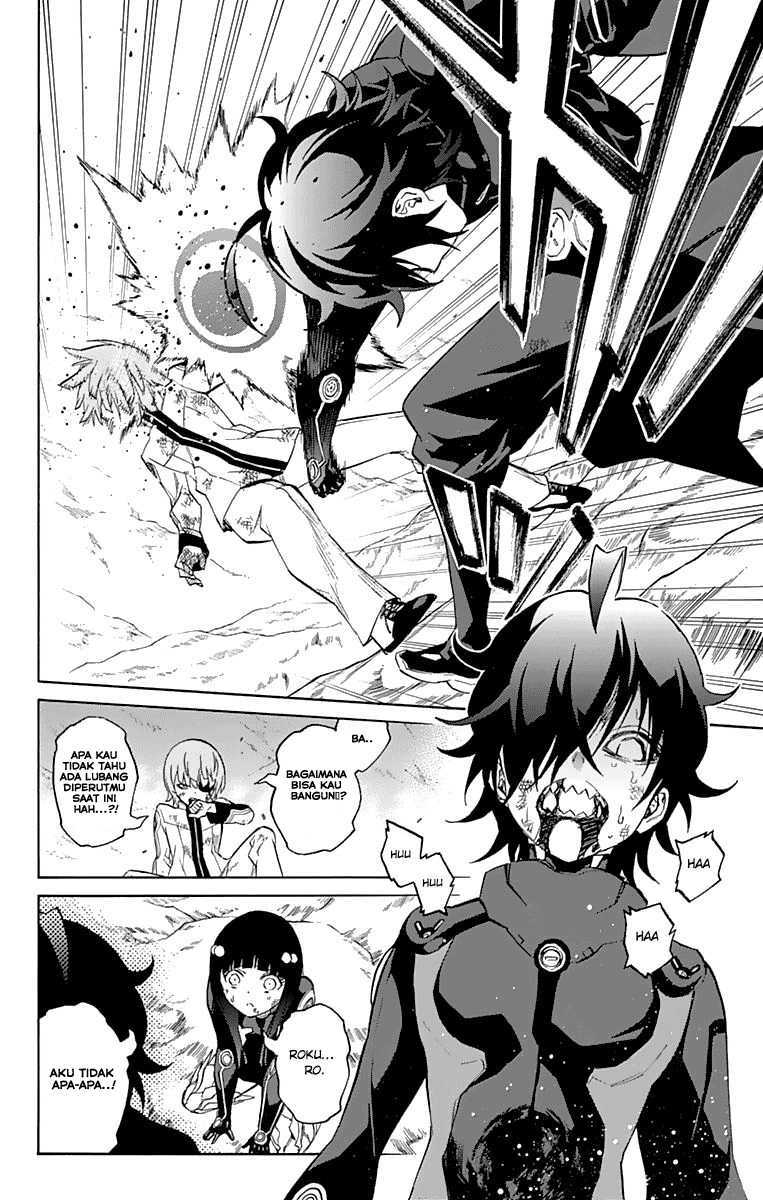 BA..
BAGAIMANA
BISA KAU
BANGUN?
APA KAU
TIDAK TAHU
ADA LUBANG
DIPERUTMU
SAAT INI
HAH...?!
HUU
HUU
HAA
HAA
ROKU...
RO.
AKU TIDAK
APA-APA..!